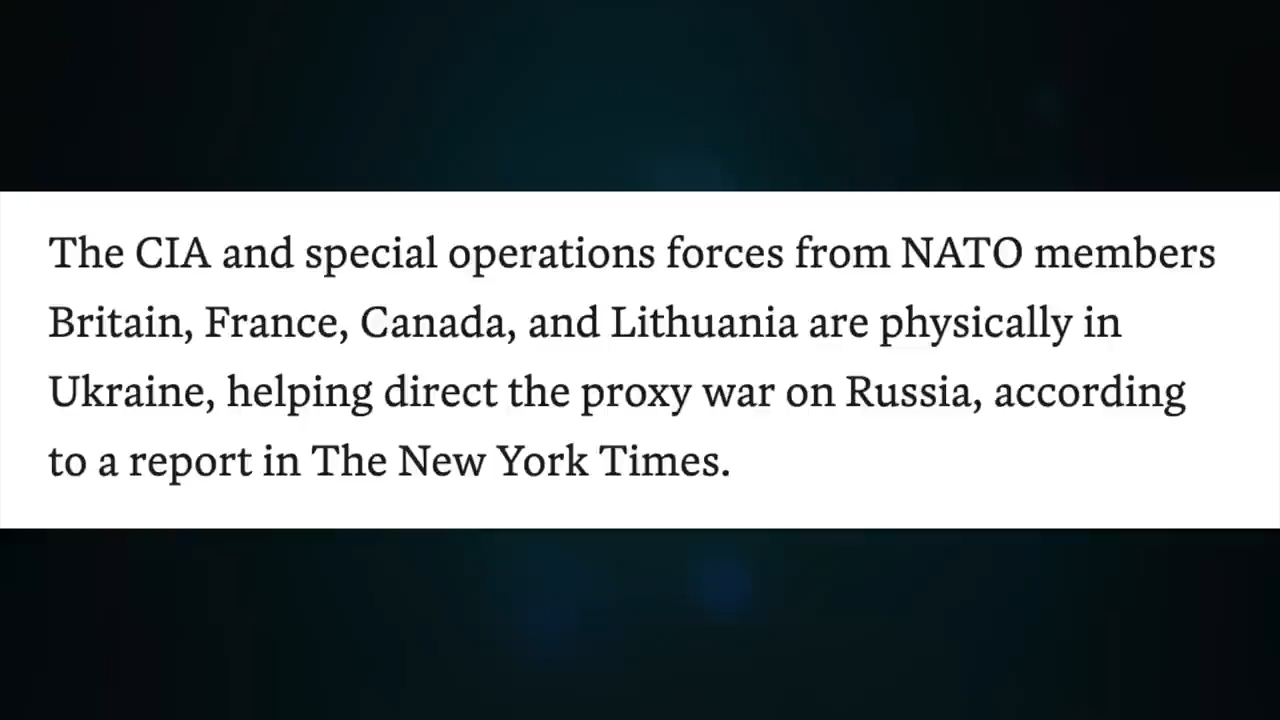 The CIA and special operations forces from NATO members
Britain, France, Canada, and Lithuania are physically in
Ukraine, helping direct the proxy war on Russia, according
to a report in The New York Times.